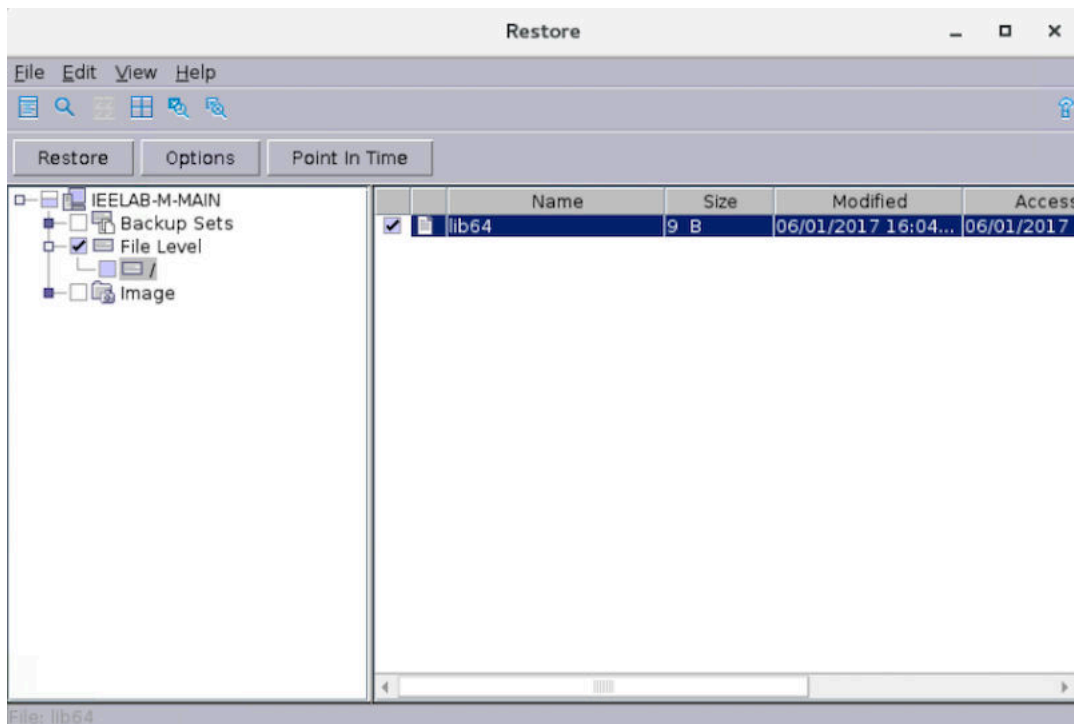 Restore
File Edit View Help
Restore Options Point In Time
IEELAB-M-MAIN
Backup Sets
File Level
/
Image
Name Size Modified Access
lib64 9 B 06/01/2017 16:04... 06/01/2017
File: lib64